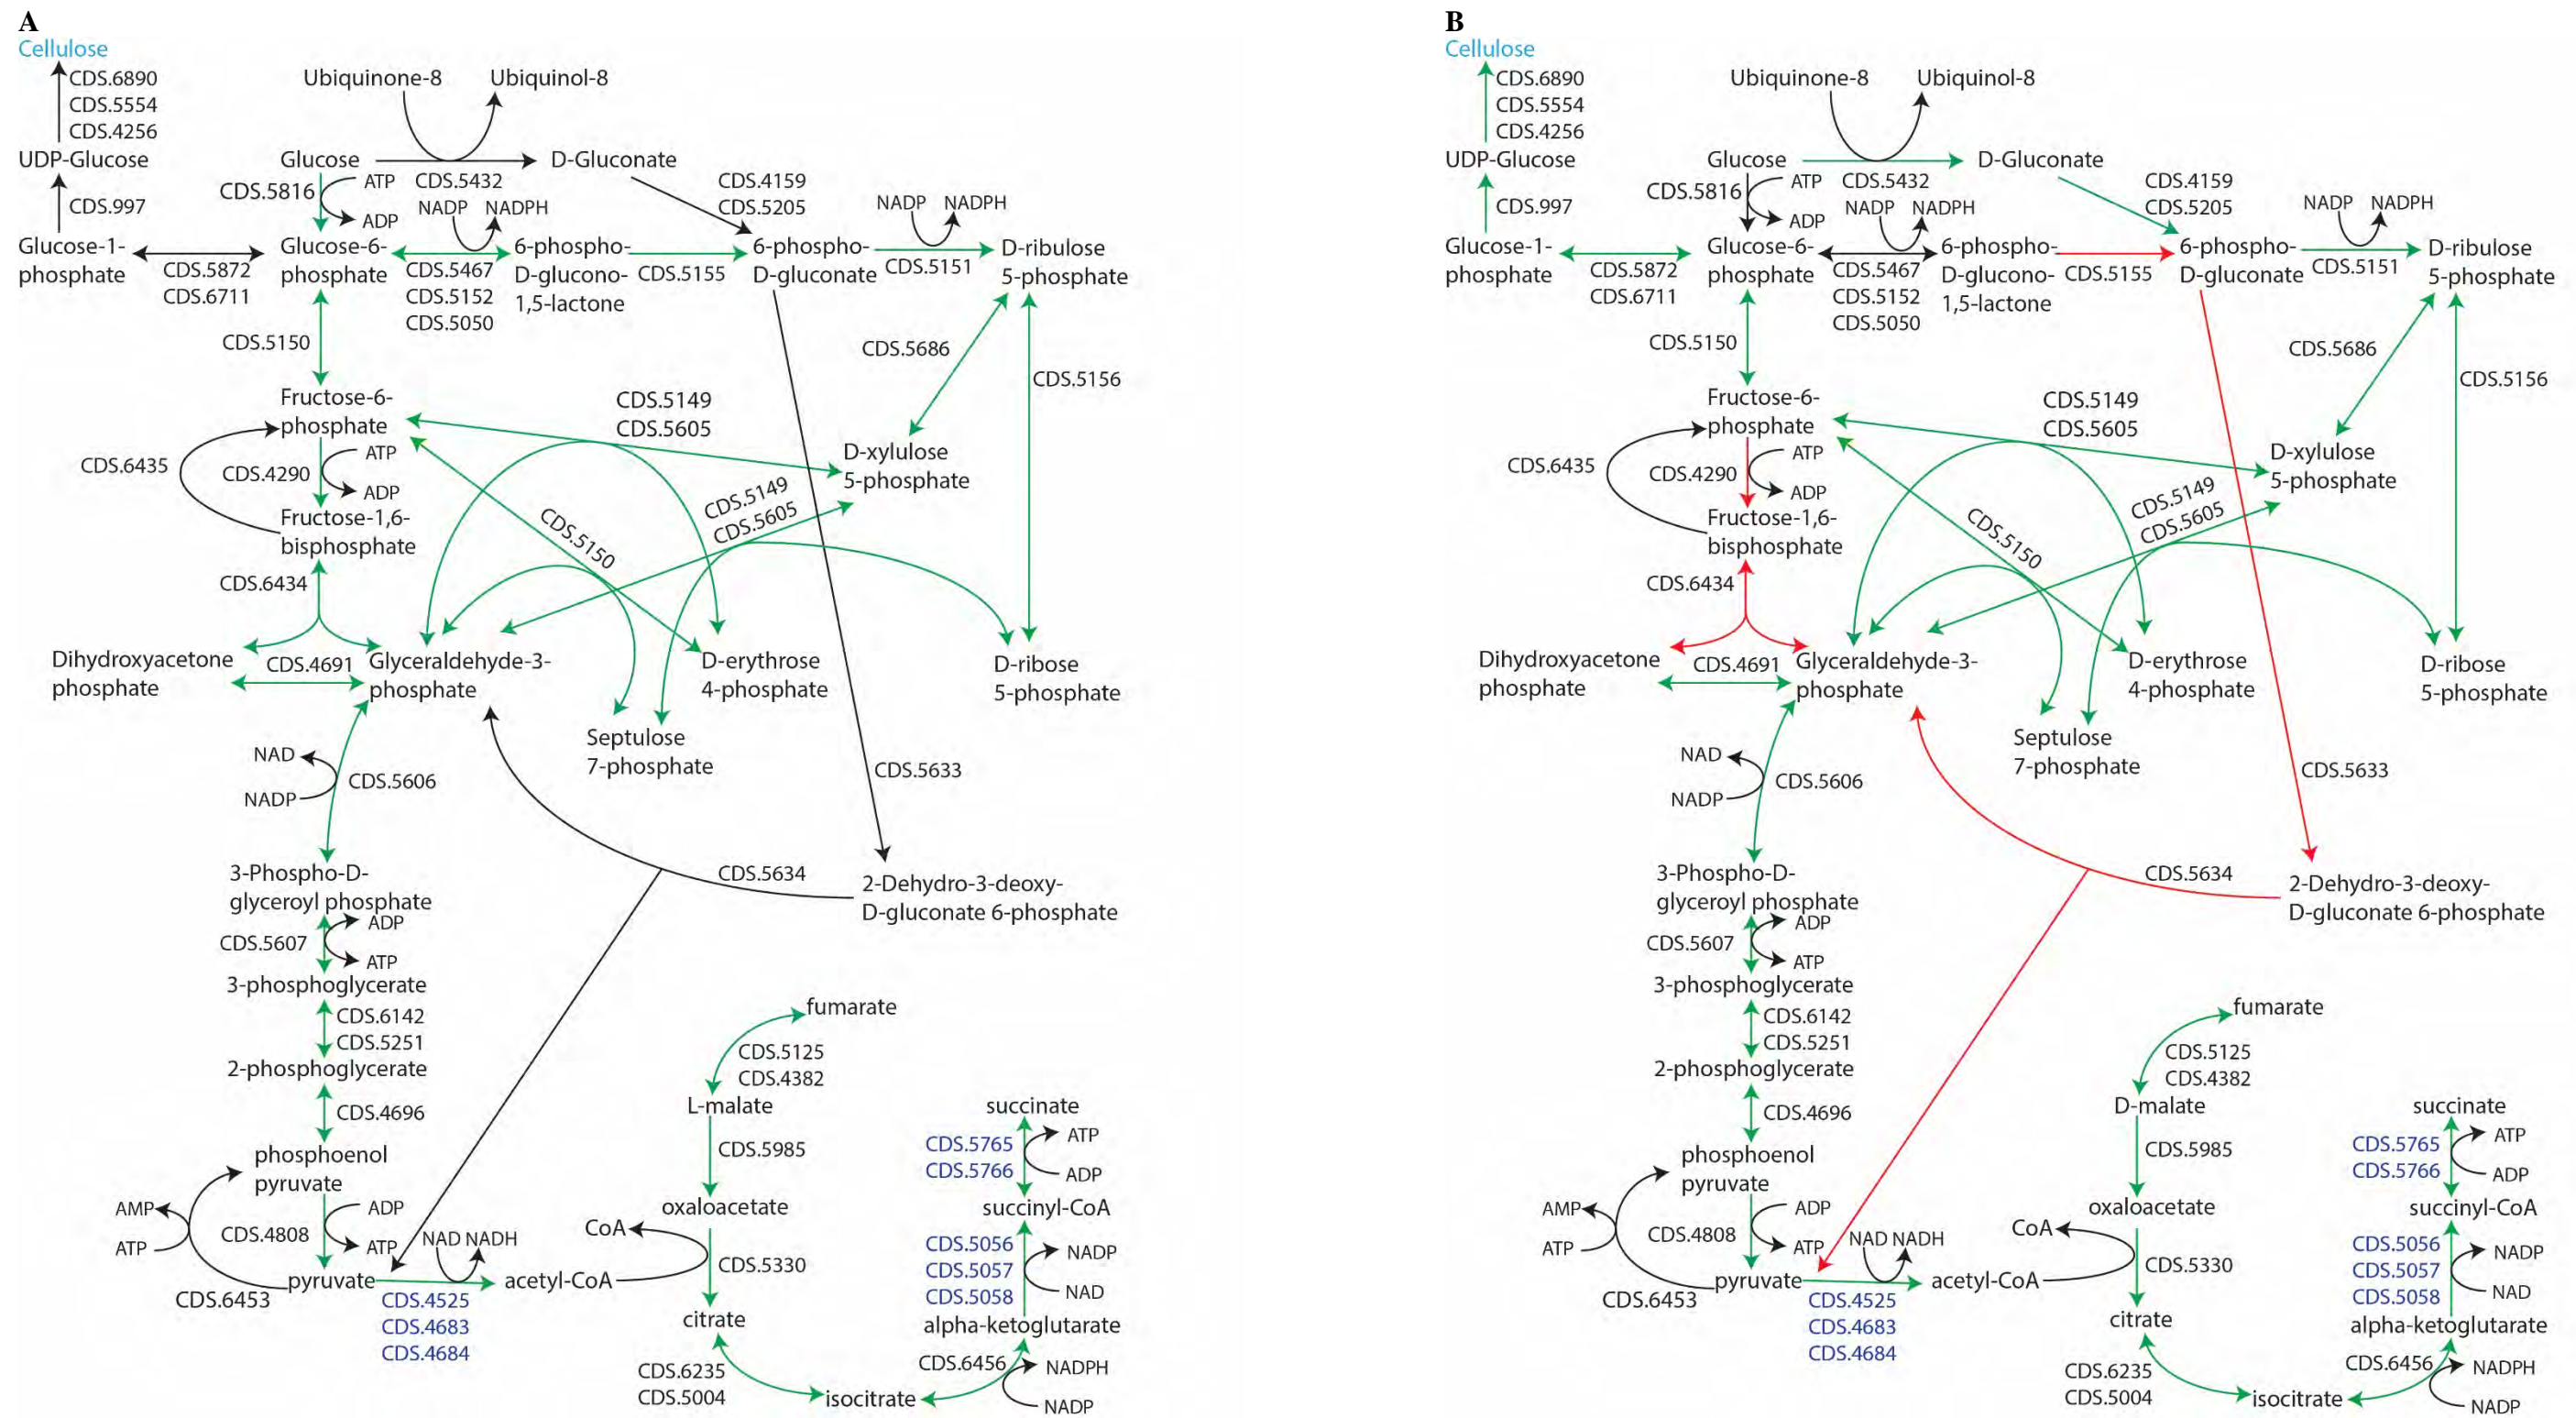 A
Cellulose
CDS.6890
CDS.5554
CDS.4256
Ubiquinone-8
Ubiquinol-8
UDP-Glucose
Glucose
D-Gluconate
CDS.997
CDS.5816
ATP
ADP
CDS.5432
NADP
NADPH
CDS.4159
CDS.5205
NADP
NADPH
Glucose-1-
phosphate
CDS.5872
CDS.6711
Glucose-6-
phosphate
CDS.5467
CDS.5152
CDS.5050
6-phospho-
D-glucono-
1,5-lactone
CDS.5155
6-phospho-
D-gluconate
CDS.5151
D-ribulose
5-phosphate
CDS.5150
CDS.5686
CDS.5156
Fructose-6-
phosphate
CDS.5149
CDS.5605
CDS.6435
CDS.4290
ATP
ADP
D-xylulose
5-phosphate
CDS.5149
CDS.5605
CDS.5150
Fructose-1,6-
bisphosphate
CDS.6434
Dihydroxyacetone
phosphate
CDS.4691
Glyceraldehyde-3-
phosphate
D-erythrose
4-phosphate
D-ribose
5-phosphate
Septulose
7-phosphate
NAD
NADP
CDS.5606
CDS.5633
3-Phospho-D-
glyceroyl phosphate
CDS.5634
2-Dehydro-3-deoxy-
D-gluconate 6-phosphate
CDS.5607
ADP
ATP
3-phosphoglycerate
CDS.6142
CDS.5251
2-phosphoglycerate
CDS.4696
phosphoenol
pyruvate
AMP
ATP
CDS.4808
ADP
ATP
CDS.6453
pyruvate
NAD NADH
CDS.4525
CDS.4683
CDS.4684
acetyl-CoA
CoA
fumarate
CDS.5125
CDS.4382
L-malate
CDS.5985
oxaloacetate
CDS.5330
citrate
CDS.6235
CDS.5004
isocitrate
CDS.6456
NADPH
NADP
alpha-ketoglutarate
CDS.5056
CDS.5057
CDS.5058
NADP
NAD
succinyl-CoA
CDS.5765
CDS.5766
ATP
ADP
succinate
B
Cellulose
CDS.6890
CDS.5554
CDS.4256
Ubiquinone-8
Ubiquinol-8
UDP-Glucose
Glucose
D-Gluconate
CDS.997
CDS.5816
ATP
ADP
CDS.5432
NADP
NADPH
CDS.4159
CDS.5205
NADP
NADPH
Glucose-1-
phosphate
CDS.5872
CDS.6711
Glucose-6-
phosphate
CDS.5467
CDS.5152
CDS.5050
6-phospho-
D-glucono-
1,5-lactone
CDS.5155
6-phospho-
D-gluconate
CDS.5151
D-ribulose
5-phosphate
CDS.5150
CDS.5686
CDS.5156
Fructose-6-
phosphate
CDS.5149
CDS.5605
CDS.6435
CDS.4290
ATP
ADP
D-xylulose
5-phosphate
CDS.5149
CDS.5605
CDS.5150
Fructose-1,6-
bisphosphate
CDS.6434
Dihydroxyacetone
phosphate
CDS.4691
Glyceraldehyde-3-
phosphate
D-erythrose
4-phosphate
D-ribose
5-phosphate
Septulose
7-phosphate
NAD
NADP
CDS.5606
CDS.5633
3-Phospho-D-
glyceroyl phosphate
CDS.5634
2-Dehydro-3-deoxy-
D-gluconate 6-phosphate
CDS.5607
ADP
ATP
3-phosphoglycerate
CDS.6142
CDS.5251
2-phosphoglycerate
CDS.4696
phosphoenol
pyruvate
AMP
ATP
CDS.4808
ADP
ATP
CDS.6453
pyruvate
NAD NADH
CDS.4525
CDS.4683
CDS.4684
acetyl-CoA
CoA
fumarate
CDS.5125
CDS.4382
D-malate
CDS.5985
oxaloacetate
CDS.5330
citrate
CDS.6235
CDS.5004
isocitrate
CDS.6456
NADPH
NADP
alpha-ketoglutarate
CDS.5056
CDS.5057
CDS.5058
NADP
NAD
succinyl-CoA
CDS.5765
CDS.5766
ATP
ADP
succinate